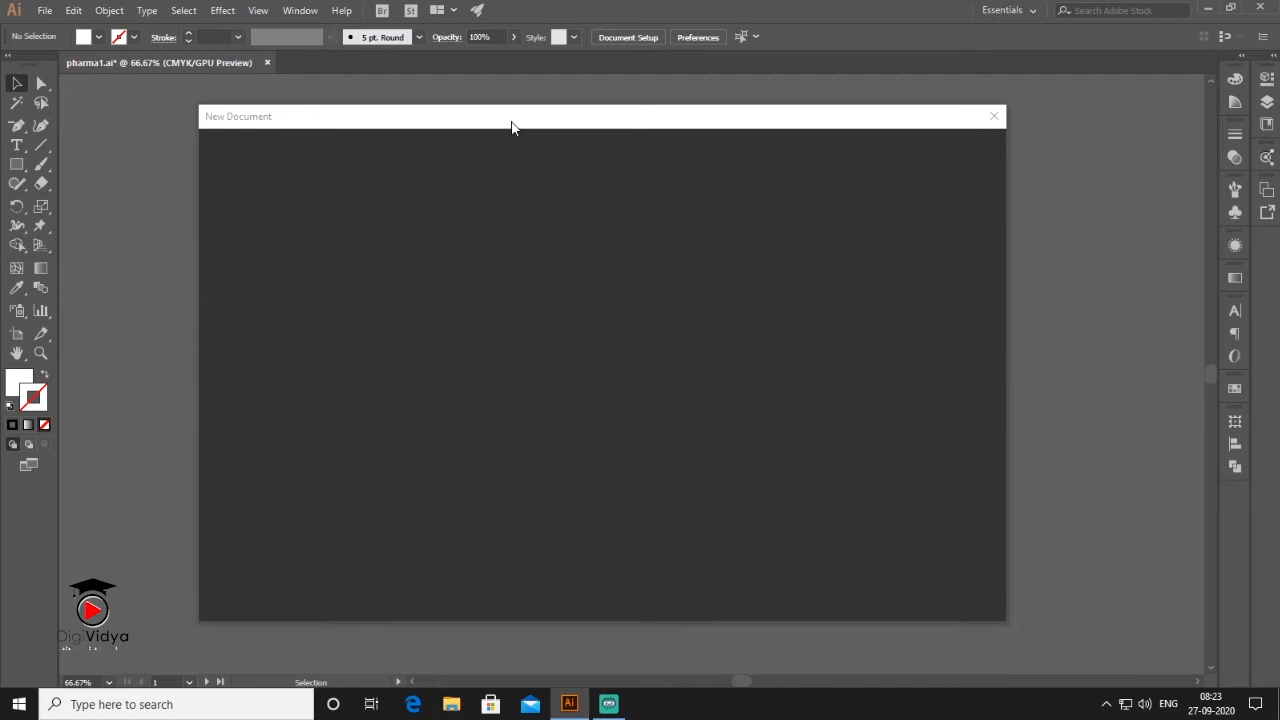 Ai File Edit Object Type Select Effect View Window Help Br St Essentials Search Adobe Stock
No Selection Stroke: 5 pt. Round Opacity: 100% Style: Document Setup Preferences
pharma1.ai* @ 66.67% (CMYK/GPU Preview)
New Document
DigiVidya
66.67% 1 Selection
Type here to search
Ai
ENG
08:23
27-09-2020